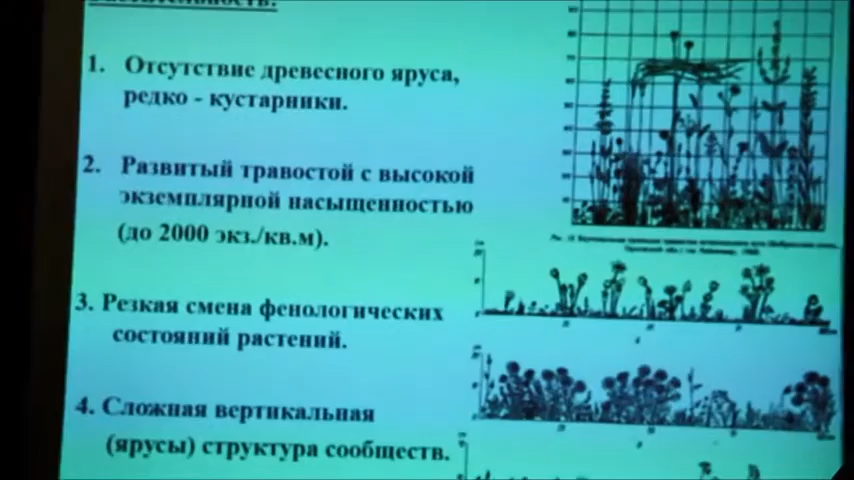 1. Отсутствие древесного яруса,
редко - кустарники.
2. Развитый травостой с высокой
экземплярной насыщенностью
(до 2000 экз./кв.м).
3. Резкая смена фенологических
состояний растений.
4. Сложная вертикальная
(ярусы) структура сообществ.